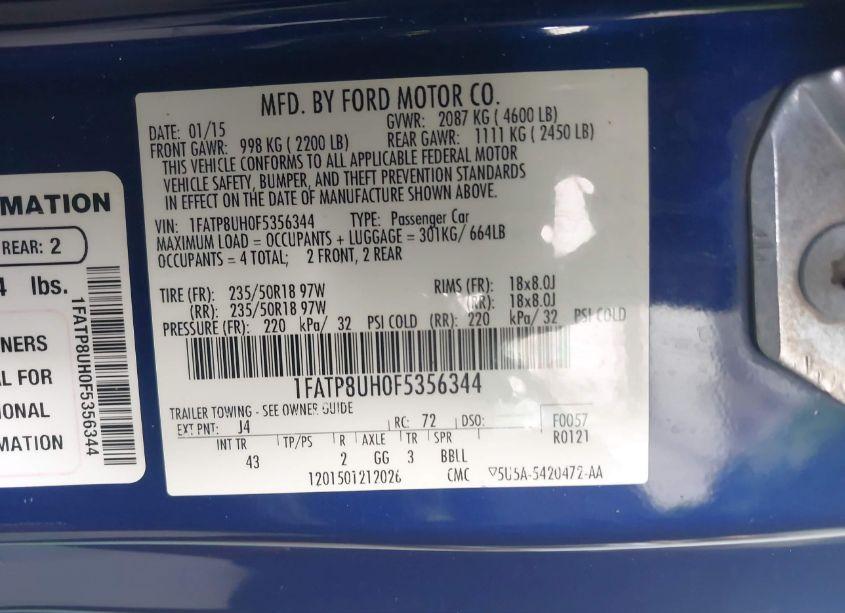 MFD. BY FORD MOTOR CO.
DATE: 01/15 GVWR: 2087 KG ( 4600 LB)
FRONT GAWR: 998 KG ( 2200 LB) REAR GAWR: 1111 KG ( 2450 LB)
THIS VEHICLE CONFORMS TO ALL APPLICABLE FEDERAL MOTOR
VEHICLE SAFETY, BUMPER, AND THEFT PREVENTION STANDARDS
IN EFFECT ON THE DATE OF MANUFACTURE SHOWN ABOVE.
VIN: 1FATP8UH0F5356344 TYPE: Passenger Car
MAXIMUM LOAD = OCCUPANTS + LUGGAGE = 301KG/ 664LB
OCCUPANTS = 4 TOTAL; 2 FRONT, 2 REAR
TIRE (FR): 235/50R18 97W RIMS (FR): 18x8.0J
(RR): 235/50R18 97W (RR): 18x8.0J
PRESSURE (FR): 220 kPa/ 32 PSI COLD (RR): 220 kPa/ 32 PSI COLD
1FATP8UH0F5356344
TRAILER TOWING - SEE OWNER GUIDE
EXT PNT: J4 RC: 72 DSO: F0057
R0121
INT TR TP/PS R AXLE TR SPR
43 2 GG 3 BBLL
1201501212026 CMC ▽5U5A-5420472-AA
RMATION
REAR: 2
4 lbs.
NERS
AL FOR
IONAL
RMATION
1FATP8UH0F5356344